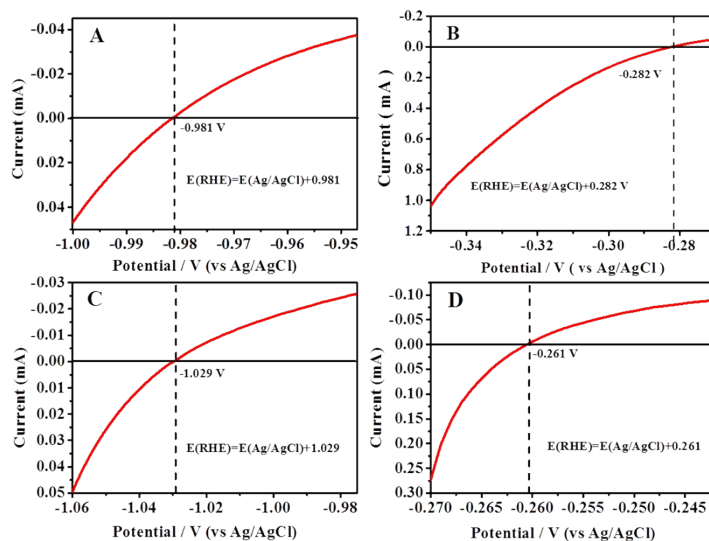 A
-0.04
-0.02
0.00
0.02
0.04
Current (mA)
-0.981 V
E(RHE)=E(Ag/AgCl)+0.981
-1.00 -0.99 -0.98 -0.97 -0.96 -0.95
Potential / V (vs Ag/AgCl)
B
-0.2
0.0
0.2
0.4
0.6
0.8
1.0
1.2
Current ( mA )
-0.282 V
E(RHE)=E(Ag/AgCl)+0.282 V
-0.34 -0.32 -0.30 -0.28
Potential / V ( vs Ag/AgCl )
C
-0.03
-0.02
-0.01
0.00
0.01
0.02
0.03
0.04
0.05
Current (mA)
-1.029 V
E(RHE)=E(Ag/AgCl)+1.029
-1.06 -1.04 -1.02 -1.00 -0.98
Potential / V (vs Ag/AgCl)
D
-0.10
-0.05
0.00
0.05
0.10
0.15
0.20
0.25
0.30
Current (mA)
-0.261 V
E(RHE)=E(Ag/AgCl)+0.261
-0.270 -0.265 -0.260 -0.255 -0.250 -0.245
Potential / V (vs Ag/AgCl)